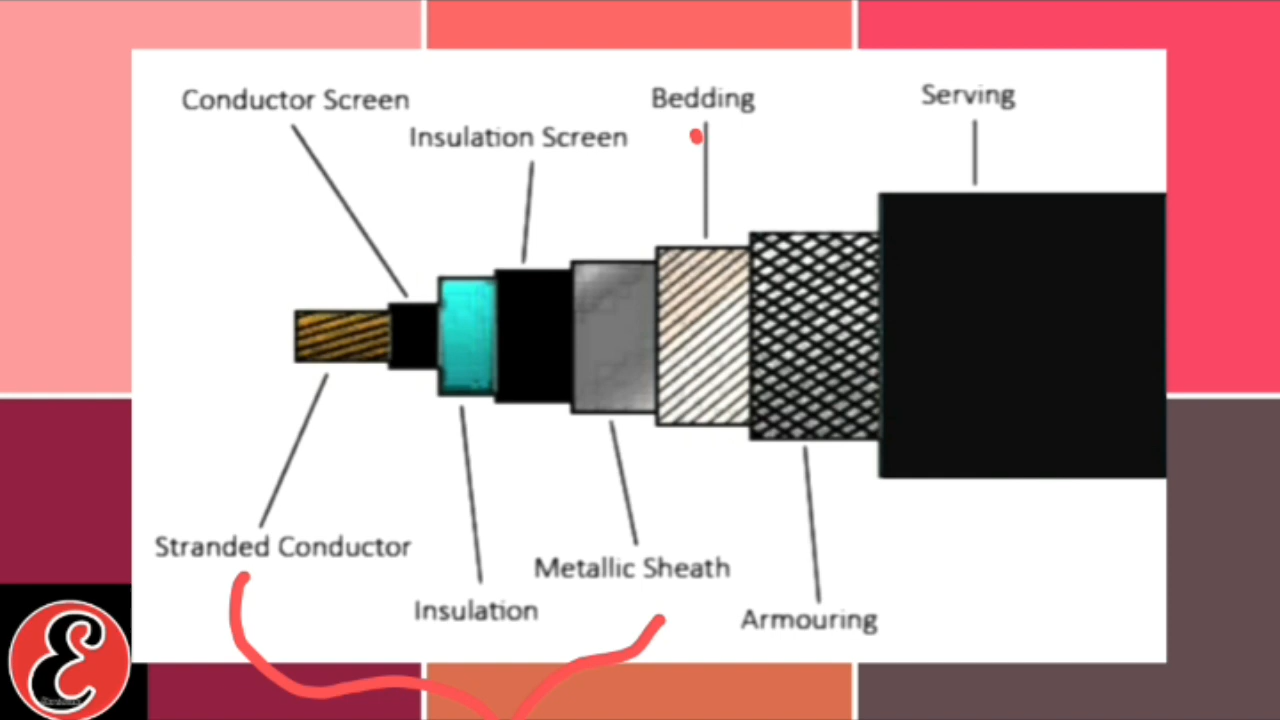 Conductor Screen
Insulation Screen
Bedding
Serving
Stranded Conductor
Insulation
Metallic Sheath
Armouring